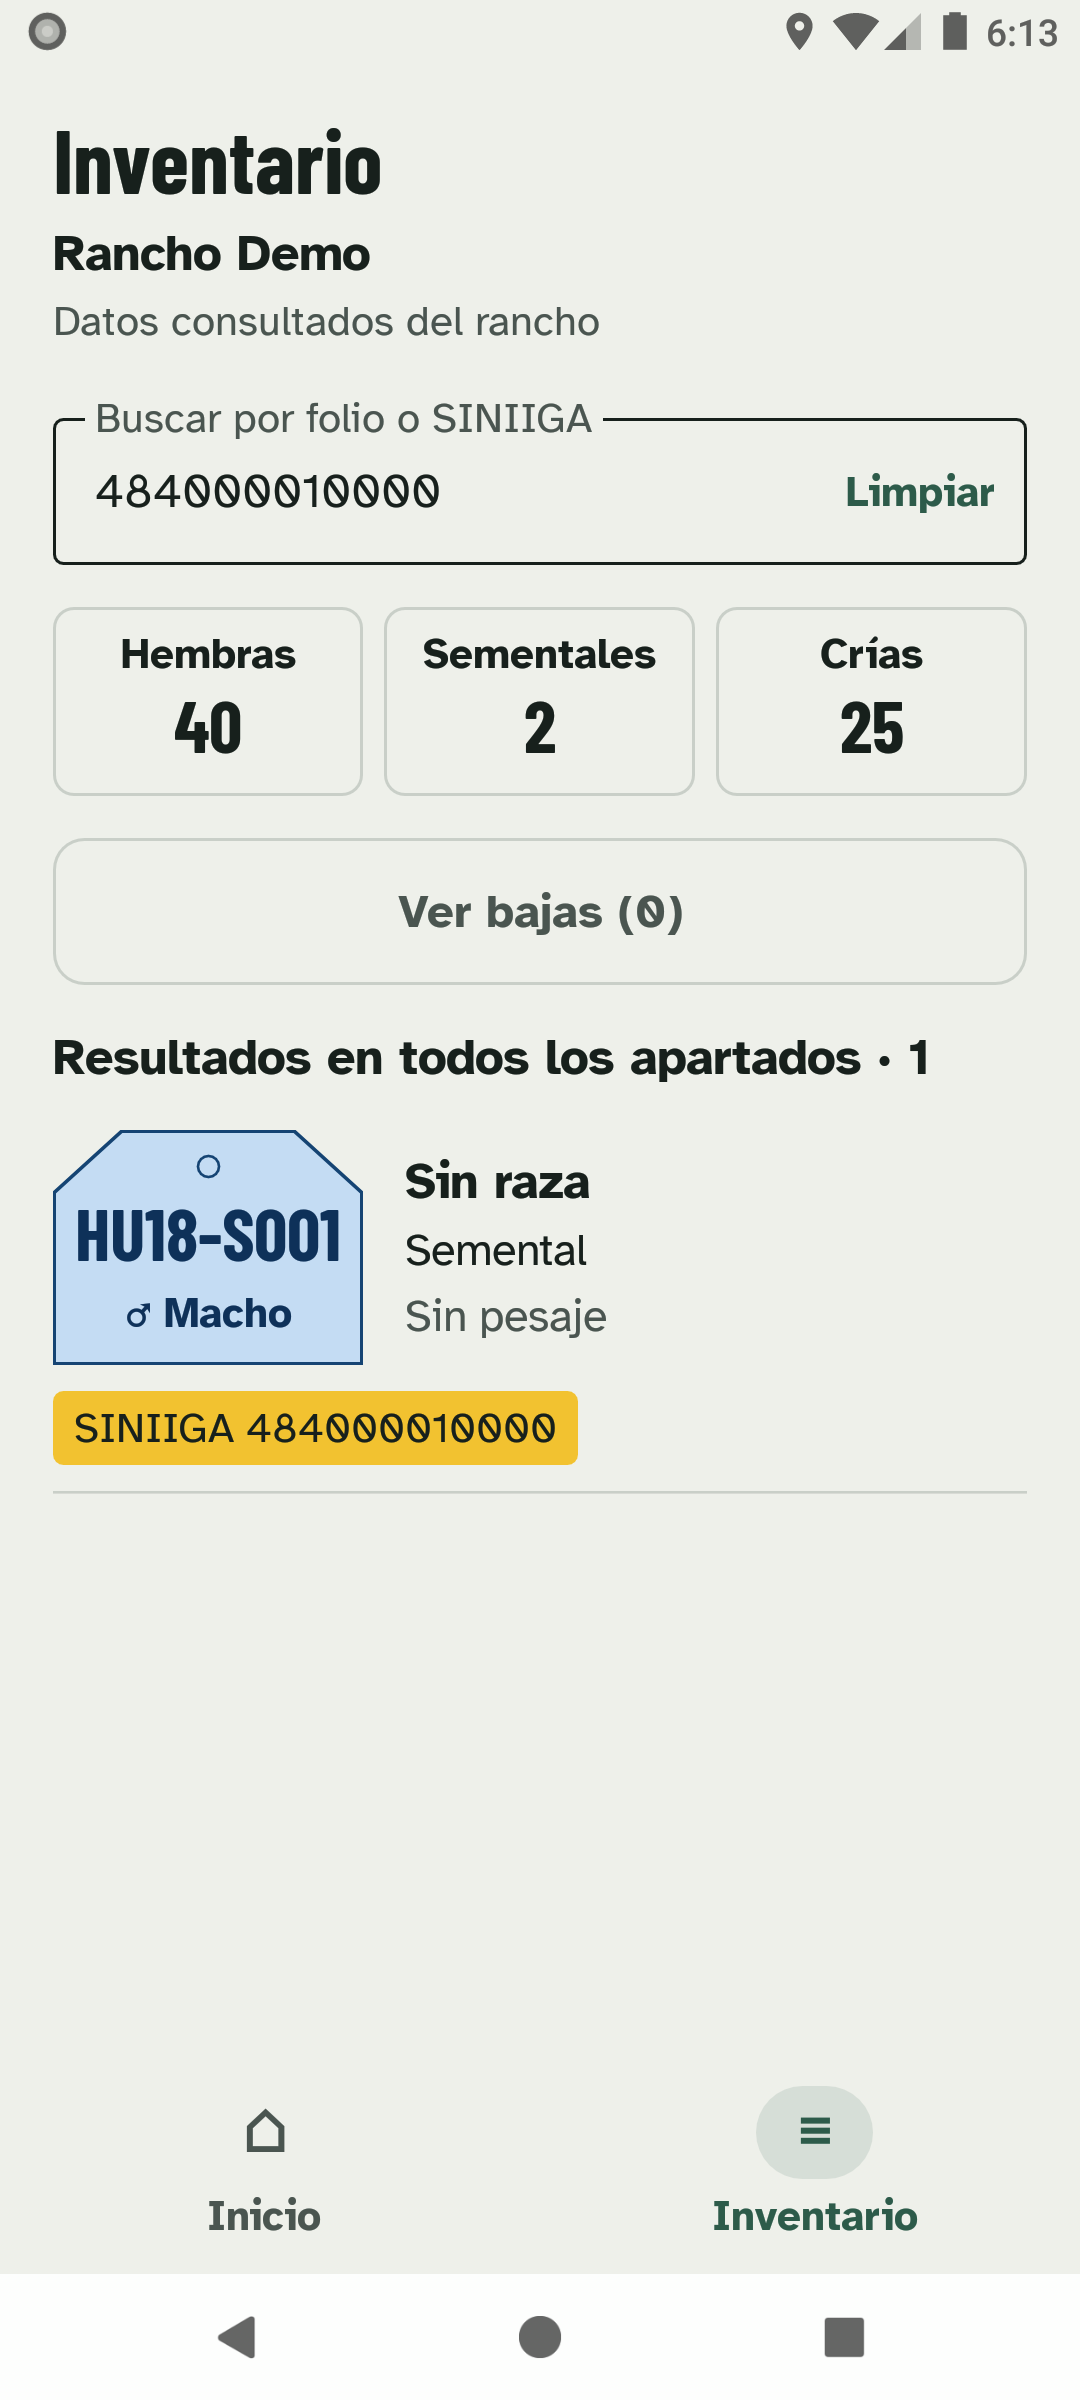 6:13
Inventario
Rancho Demo
Datos consultados del rancho
Buscar por folio o SINIIGA
484000010000
Limpiar
Hembras
40
Sementales
2
Crías
25
Ver bajas (0)
Resultados en todos los apartados · 1
HU18-S001
♂ Macho
Sin raza
Semental
Sin pesaje
SINIIGA 484000010000
Inicio
Inventario